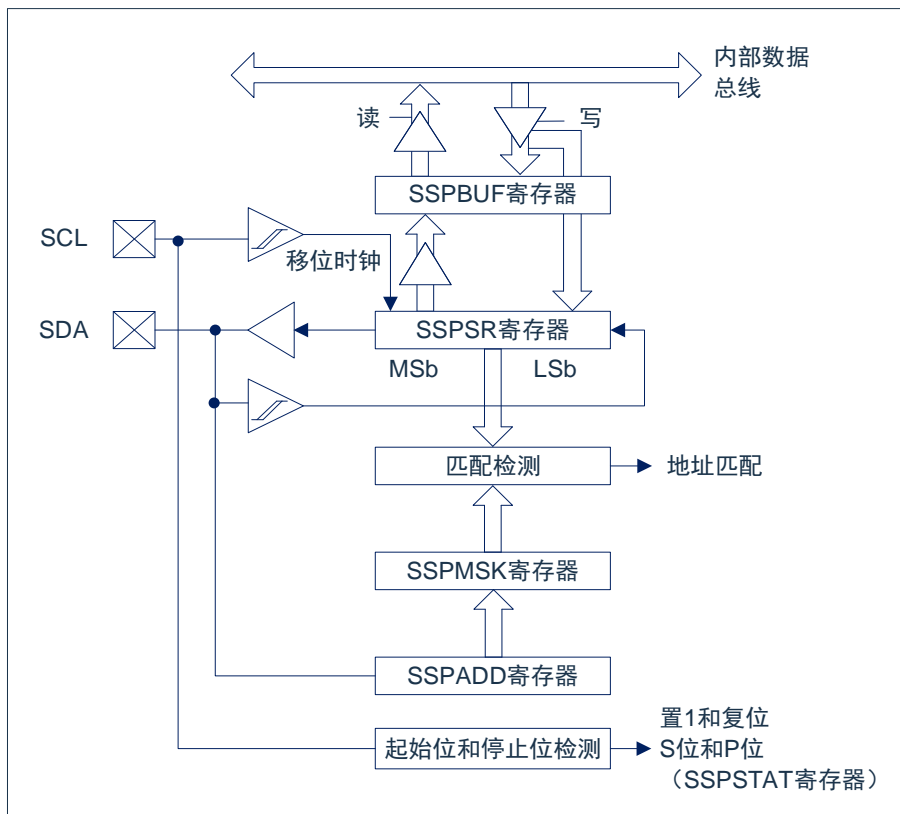 内部数据
总线
读
写
SSPBUF寄存器
SCL
移位时钟
SDA
SSPSR寄存器
MSb
LSb
匹配检测
地址匹配
SSPMSK寄存器
SSPADD寄存器
起始位和停止位检测
置1和复位
S位和P位
（SSPSTAT寄存器）